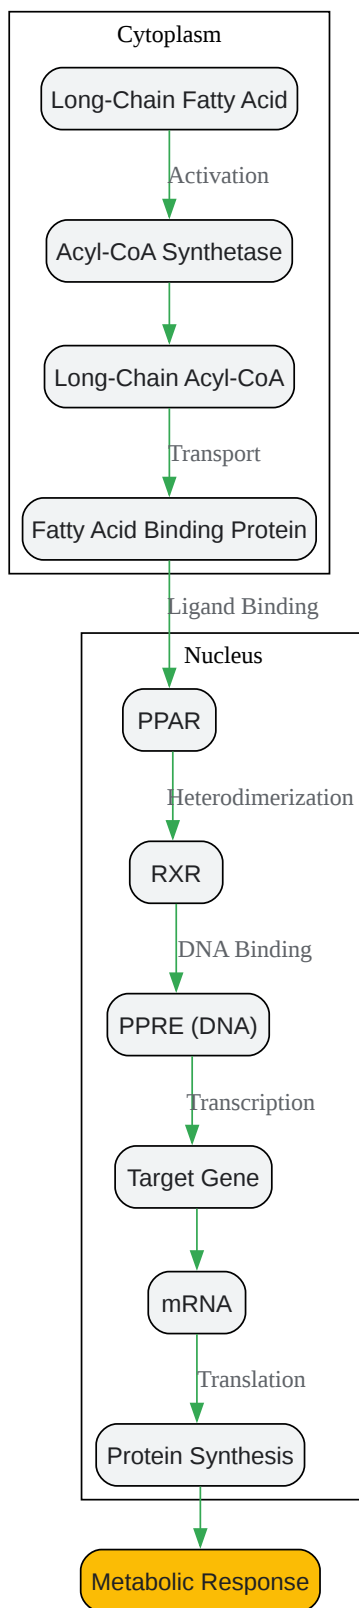 Cytoplasm
Long-Chain Fatty Acid
Activation
Acyl-CoA Synthetase
Long-Chain Acyl-CoA
Transport
Fatty Acid Binding Protein
Ligand Binding
Nucleus
PPAR
Heterodimerization
RXR
DNA Binding
PPRE (DNA)
Transcription
Target Gene
mRNA
Translation
Protein Synthesis
Metabolic Response